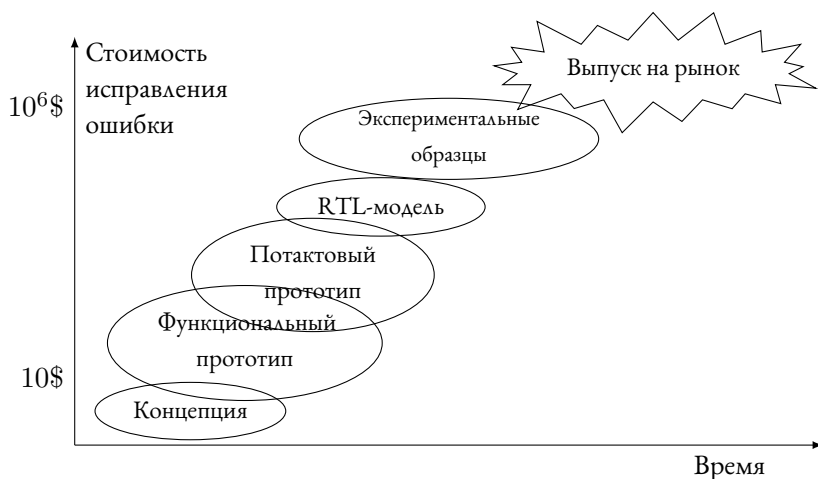 Стоимость
исправления
ошибки
10⁶$
10$
Выпуск на рынок
Экспериментальные
образцы
RTL-модель
Потактовый
прототип
Функциональный
прототип
Концепция
Время